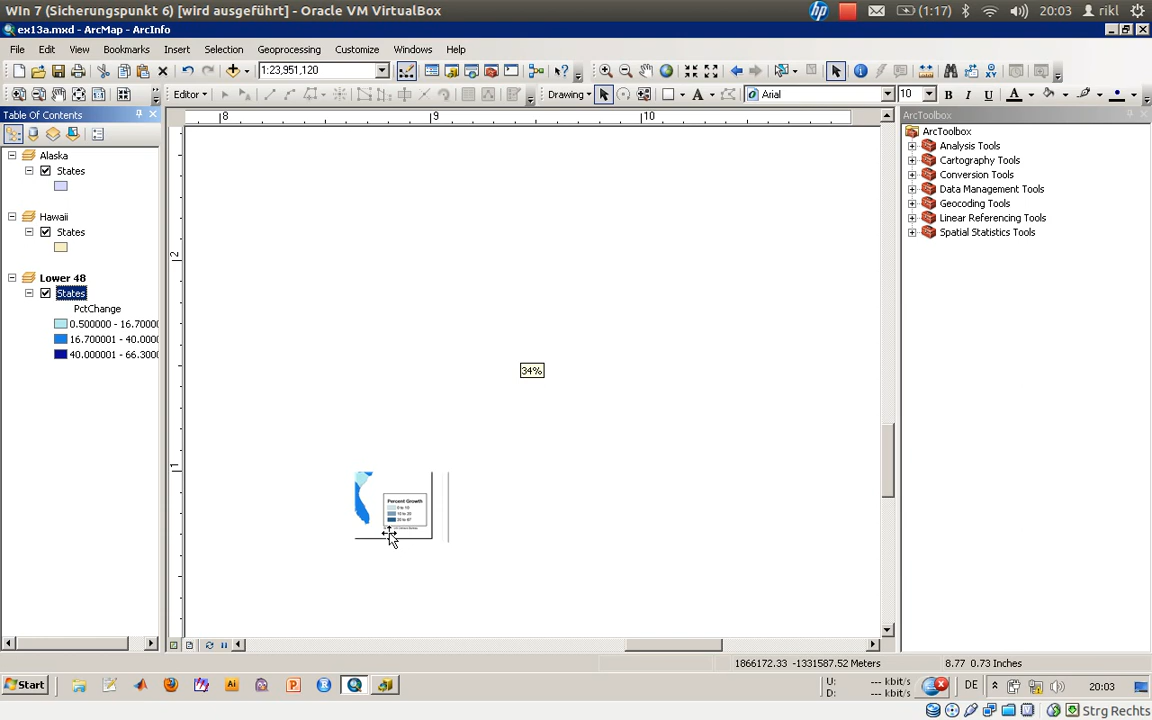 WIn 7 (Sicherungspunkt 6) [wird ausgeführt] - Oracle VM VirtualBox
(1:17)
20:03
rikl
ex13a.mxd - ArcMap - ArcInfo
File Edit View Bookmarks Insert Selection Geoprocessing Customize Windows Help
1:23,951,120
Editor
Drawing
Arial
10
B I U A
Table Of Contents
Alaska
States
Hawaii
States
Lower 48
States
PctChange
0.500000 - 16.7000
16.700001 - 40.000
40.000001 - 66.300
8 9 10
2
1
34%
Percent Growth
ArcToolbox
ArcToolbox
Analysis Tools
Cartography Tools
Conversion Tools
Data Management Tools
Geocoding Tools
Linear Referencing Tools
Spatial Statistics Tools
1866172.33 -1331587.52 Meters
8.77 0.73 Inches
Start
U: --- kbit/s
D: --- kbit/s
DE
20:03
Strg Rechts